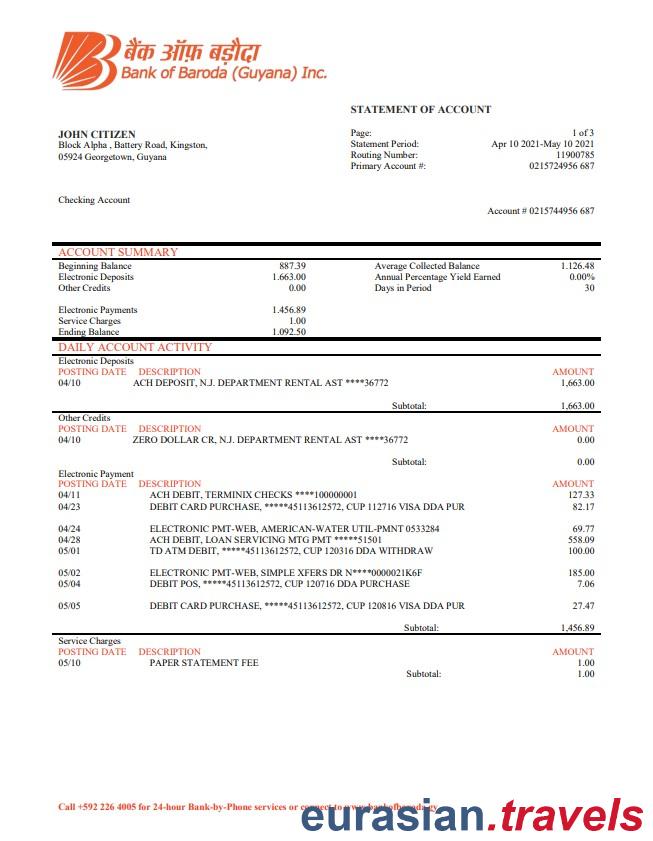 बैंक ऑफ़ बड़ौदा
Bank of Baroda (Guyana) Inc.
STATEMENT OF ACCOUNT
JOHN CITIZEN
Block Alpha , Battery Road, Kingston,
05924 Georgetown, Guyana
Page: 1 of 3
Statement Period: Apr 10 2021-May 10 2021
Routing Number: 11900785
Primary Account #: 0215724956 687
Checking Account
Account # 0215744956 687
ACCOUNT SUMMARY
Beginning Balance 887.39 Average Collected Balance 1.126.48
Electronic Deposits 1.663.00 Annual Percentage Yield Earned 0.00%
Other Credits 0.00 Days in Period 30
Electronic Payments 1.456.89
Service Charges 1.00
Ending Balance 1.092.50
DAILY ACCOUNT ACTIVITY
Electronic Deposits
POSTING DATE DESCRIPTION AMOUNT
04/10 ACH DEPOSIT, N.J. DEPARTMENT RENTAL AST ****36772 1,663.00
Subtotal: 1,663.00
Other Credits
POSTING DATE DESCRIPTION AMOUNT
04/10 ZERO DOLLAR CR, N.J. DEPARTMENT RENTAL AST ****36772 0.00
Subtotal: 0.00
Electronic Payment
POSTING DATE DESCRIPTION AMOUNT
04/11 ACH DEBIT, TERMINIX CHECKS ****100000001 127.33
04/23 DEBIT CARD PURCHASE, *****45113612572, CUP 112716 VISA DDA PUR 82.17
04/24 ELECTRONIC PMT-WEB, AMERICAN-WATER UTIL-PMNT 0533284 69.77
04/28 ACH DEBIT, LOAN SERVICING MTG PMT *****51501 558.09
05/01 TD ATM DEBIT, *****45113612572, CUP 120316 DDA WITHDRAW 100.00
05/02 ELECTRONIC PMT-WEB, SIMPLE XFERS DR N****0000021K6F 185.00
05/04 DEBIT POS, *****45113612572, CUP 120716 DDA PURCHASE 7.06
05/05 DEBIT CARD PURCHASE, *****45113612572, CUP 120816 VISA DDA PUR 27.47
Subtotal: 1,456.89
Service Charges
POSTING DATE DESCRIPTION AMOUNT
05/10 PAPER STATEMENT FEE 1.00
Subtotal: 1.00
Call +592 226 4005 for 24-hour Bank-by-Phone services or connect to www.bankofbaroda.gy
eurasian.travels